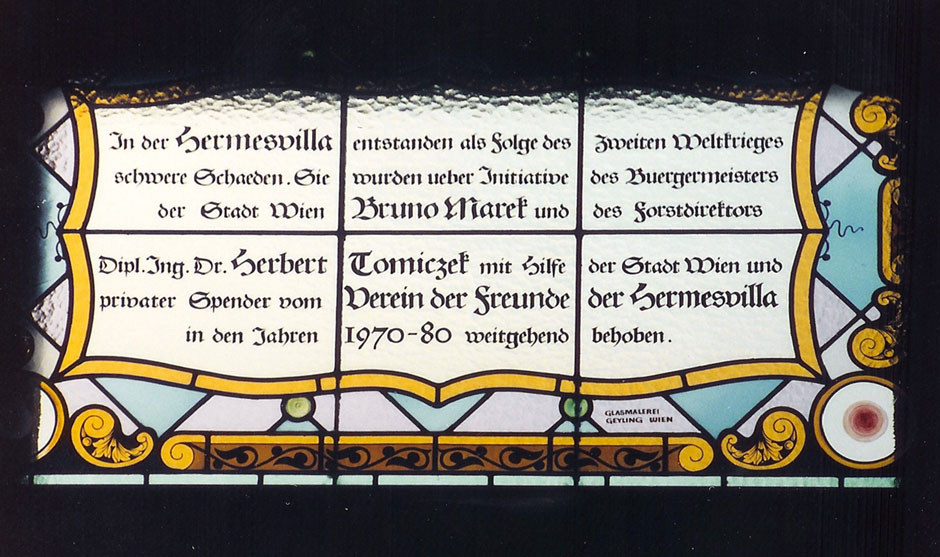 In der Hermesvilla entstanden als Folge des Zweiten Weltkrieges
schwere Schaeden. Sie wurden ueber Initiative des Buergermeisters
der Stadt Wien Bruno Marek und des Forstdirektors
Dipl. Ing. Dr. Herbert Tomiczek mit Hilfe der Stadt Wien und
privater Spender vom Verein der Freunde der Hermesvilla
in den Jahren 1970-80 weitgehend behoben.
GLASMALEREI
GEYLING WIEN